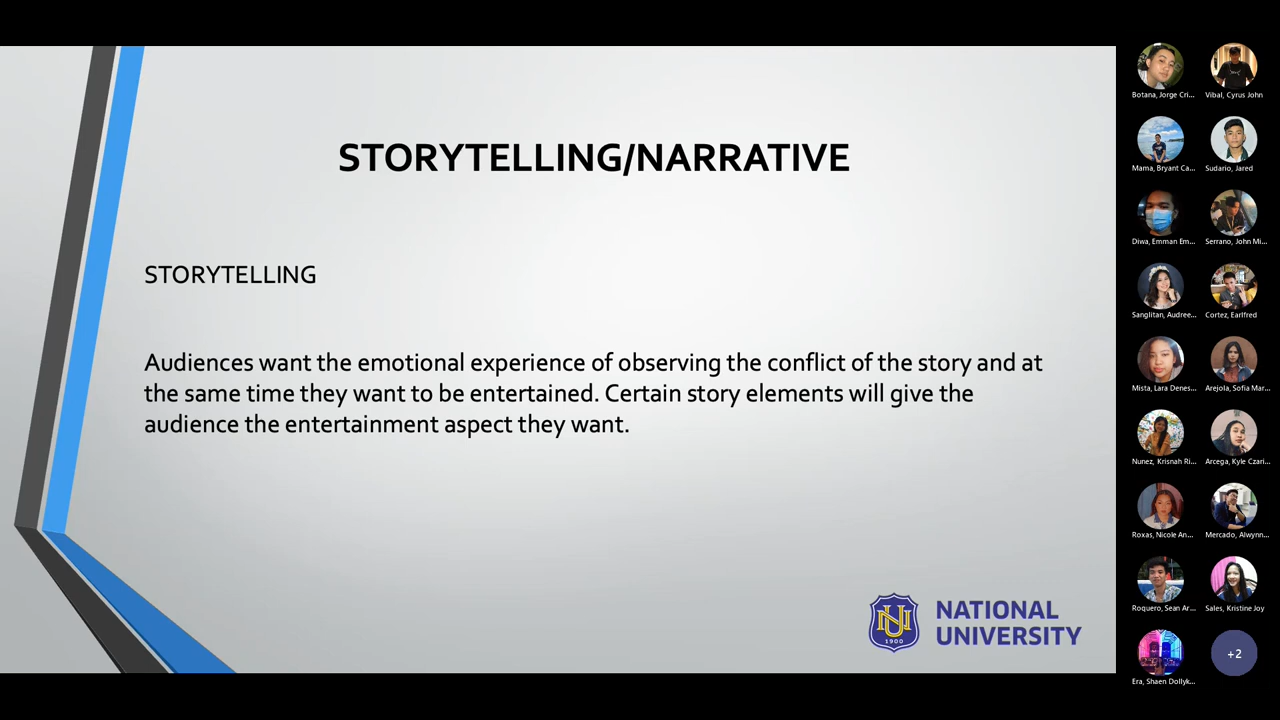 STORYTELLING/NARRATIVE
STORYTELLING
Audiences want the emotional experience of observing the conflict of the story and at
the same time they want to be entertained. Certain story elements will give the
audience the entertainment aspect they want.
NU
1900
NATIONAL
UNIVERSITY
Botana, Jorge Cri...
Vibal, Cyrus John
Mama, Bryant Ca...
Sudario, Jared
Diwa, Emman Em...
Serrano, John Mi...
Sanglitan, Audree...
Cortez, Earlfred
Mista, Lara Denes...
Arejola, Sofia Mar...
Nunez, Krisnah Ri...
Arcega, Kyle Czari...
Roxas, Nicole An...
Mercado, Alwynn...
Roquero, Sean Ar...
Sales, Kristine Joy
Era, Shaen Dollyk...
+2